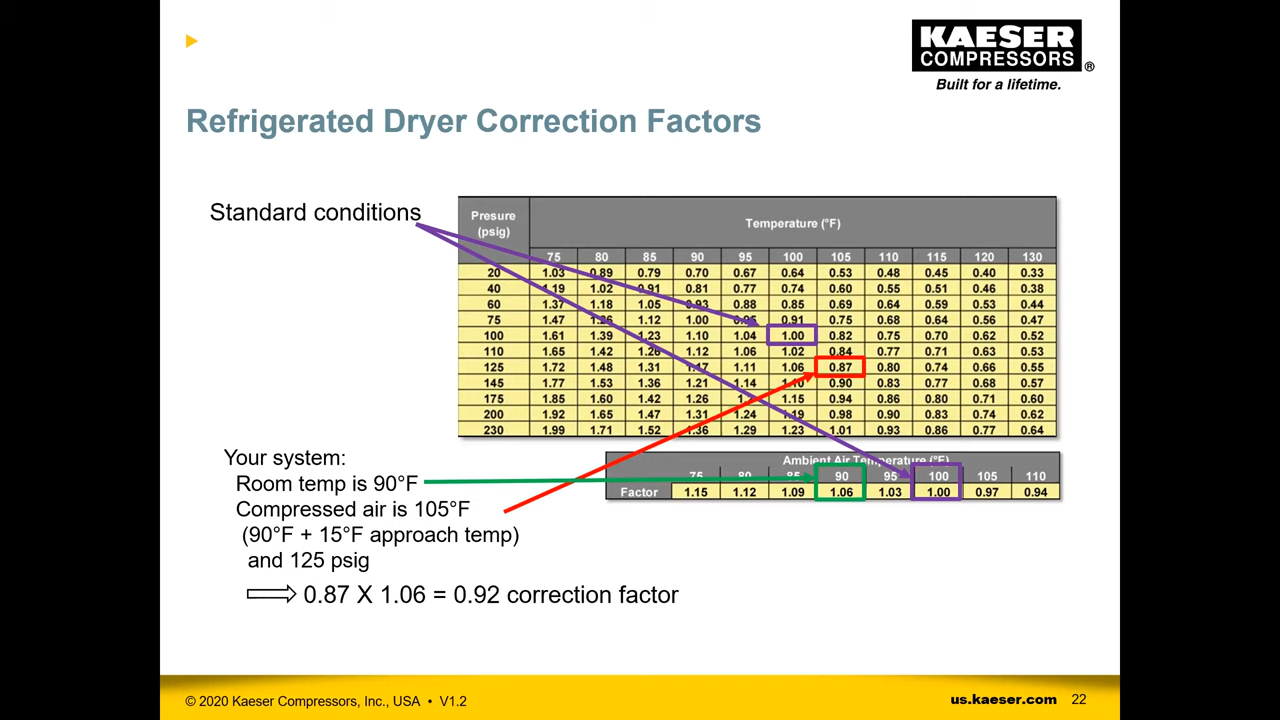 KAESER
COMPRESSORS
®
Built for a lifetime.
Refrigerated Dryer Correction Factors
Standard conditions
Presure (psig) Temperature (°F)
75 80 85 90 95 100 105 110 115 120 130
20 1.03 0.89 0.79 0.70 0.67 0.64 0.53 0.48 0.45 0.40 0.33
40 1.19 1.02 0.91 0.81 0.77 0.74 0.60 0.55 0.51 0.46 0.38
60 1.37 1.18 1.05 0.93 0.88 0.85 0.69 0.64 0.59 0.53 0.44
75 1.47 1.26 1.12 1.00 0.95 0.91 0.75 0.68 0.64 0.56 0.47
100 1.61 1.39 1.23 1.10 1.04 1.00 0.82 0.75 0.70 0.62 0.52
110 1.65 1.42 1.26 1.12 1.06 1.02 0.84 0.77 0.71 0.63 0.53
125 1.72 1.48 1.31 1.17 1.11 1.06 0.87 0.80 0.74 0.66 0.55
145 1.77 1.53 1.36 1.21 1.14 1.10 0.90 0.83 0.77 0.68 0.57
175 1.85 1.60 1.42 1.26 1.15 0.94 0.86 0.80 0.71 0.60
200 1.92 1.65 1.47 1.31 1.24 1.19 0.98 0.90 0.83 0.74 0.62
230 1.99 1.71 1.52 1.36 1.29 1.23 1.01 0.93 0.86 0.77 0.64
Ambient Air Temperature (°F)
75 80 85 90 95 100 105 110
Factor 1.15 1.12 1.09 1.06 1.03 1.00 0.97 0.94
Your system:
Room temp is 90°F
Compressed air is 105°F
(90°F + 15°F approach temp)
and 125 psig
0.87 X 1.06 = 0.92 correction factor
© 2020 Kaeser Compressors, Inc., USA • V1.2
us.kaeser.com 22